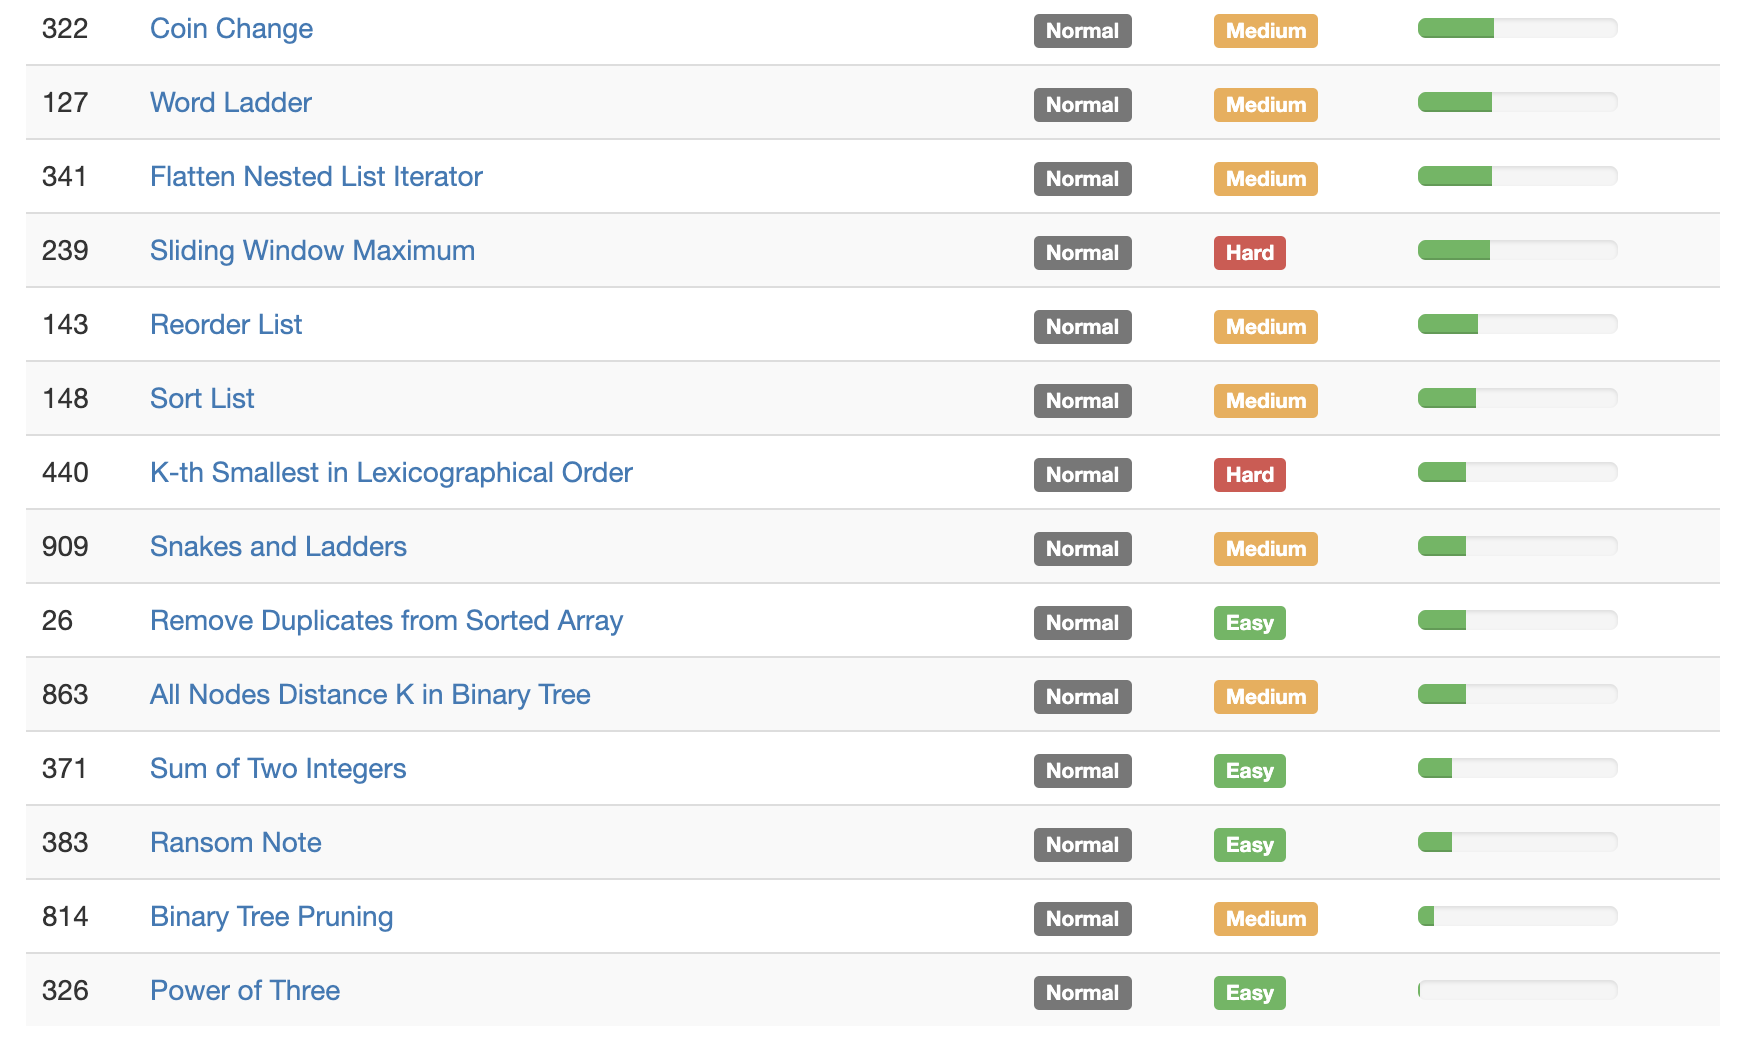 322 Coin Change Normal Medium
127 Word Ladder Normal Medium
341 Flatten Nested List Iterator Normal Medium
239 Sliding Window Maximum Normal Hard
143 Reorder List Normal Medium
148 Sort List Normal Medium
440 K-th Smallest in Lexicographical Order Normal Hard
909 Snakes and Ladders Normal Medium
26 Remove Duplicates from Sorted Array Normal Easy
863 All Nodes Distance K in Binary Tree Normal Medium
371 Sum of Two Integers Normal Easy
383 Ransom Note Normal Easy
814 Binary Tree Pruning Normal Medium
326 Power of Three Normal Easy